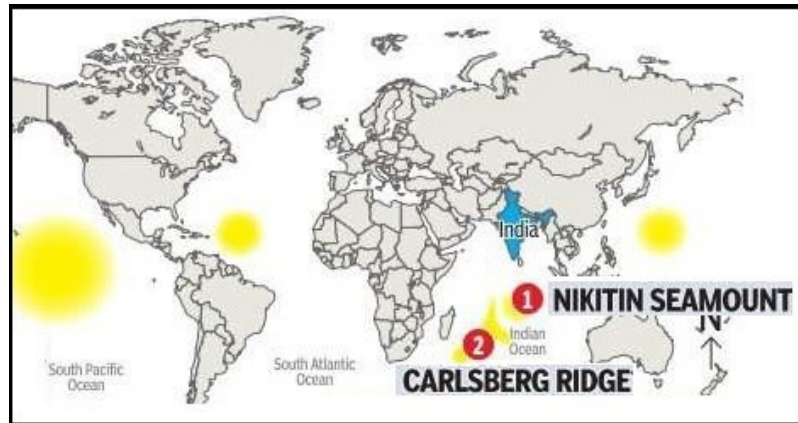 India
1 NIKITIN SEAMOUNT
N
2
Indian
Ocean
South Pacific
Ocean
South Atlantic
Ocean
CARLSBERG RIDGE